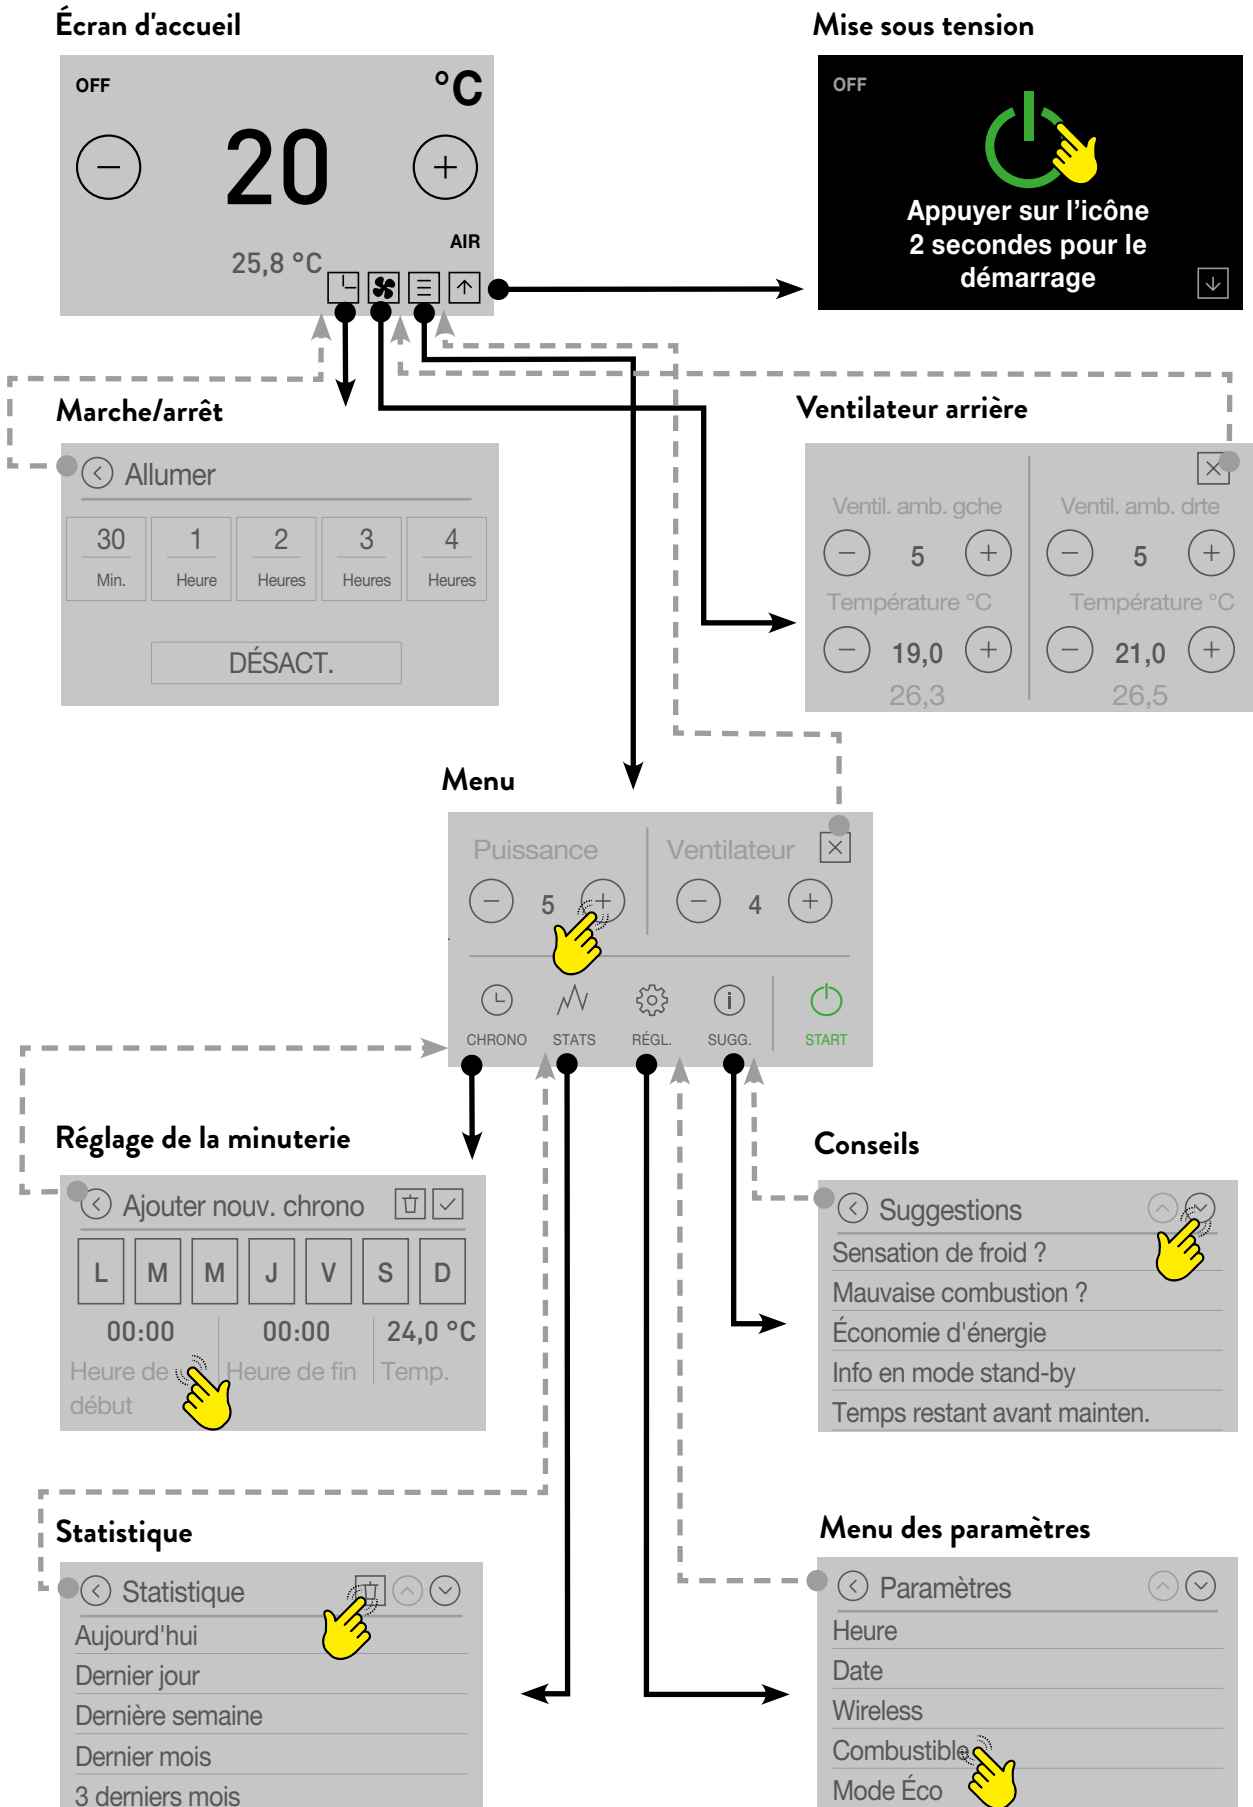 Écran d'accueil
OFF
°C
20
AIR
25,8 °C
Mise sous tension
OFF
Appuyer sur l’icône
2 secondes pour le
démarrage
Marche/arrêt
Allumer
30
Min.
1
Heure
2
Heures
3
Heures
4
Heures
DÉSACT.
Ventilateur arrière
Ventil. amb. gche
5
Température °C
19,0
26,3
Ventil. amb. drte
5
Température °C
21,0
26,5
Menu
Puissance
5
Ventilateur
4
CHRONO
STATS
RÉGL.
SUGG.
START
Réglage de la minuterie
Ajouter nouv. chrono
L M M J V S D
00:00
Heure de
début
00:00
Heure de fin
24,0 °C
Temp.
Conseils
Suggestions
Sensation de froid ?
Mauvaise combustion ?
Économie d'énergie
Info en mode stand-by
Temps restant avant mainten.
Statistique
Statistique
Aujourd'hui
Dernier jour
Dernière semaine
Dernier mois
3 derniers mois
Menu des paramètres
Paramètres
Heure
Date
Wireless
Combustible
Mode Éco